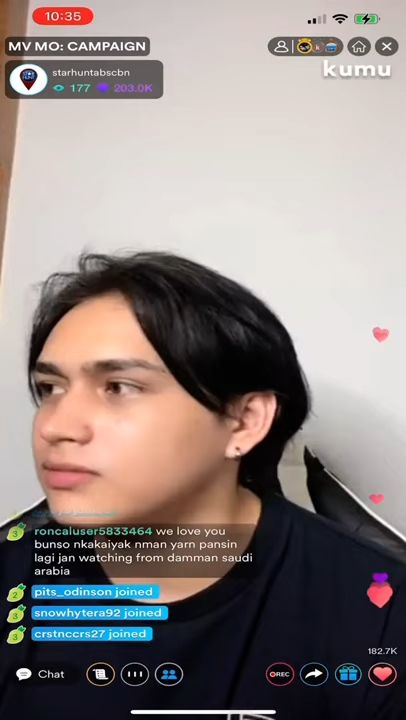 10:35
MV MO: CAMPAIGN
kumu
starhuntabscbn
177 203.0K
roncaluser5833464 we love you
bunso nkakaiyak nman yarn pansin
lagi jan watching from damman saudi
arabia
pits_odinson joined
snowhytera92 joined
crstnccrs27 joined
182.7K
Chat
REC